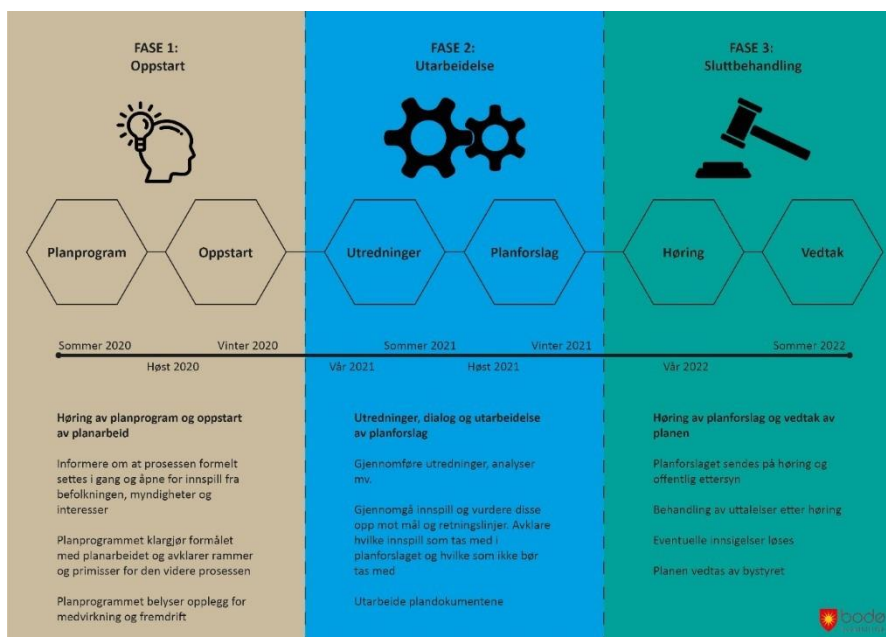 FASE 1:
Oppstart
FASE 2:
Utarbeidelse
FASE 3:
Sluttbehandling
Planprogram
Oppstart
Utredninger
Planforslag
Høring
Vedtak
Sommer 2020
Vinter 2020
Sommer 2021
Vinter 2021
Sommer 2022
Høst 2020
Vår 2021
Høst 2021
Vår 2022
Høring av planprogram og oppstart
av planarbeid
Informere om at prosessen formelt
settes i gang og åpne for innspill fra
befolkningen, myndigheter og
interesser
Planprogrammet klargjør formålet
med planarbeidet og avklarer rammer
og primisser for den videre prosessen
Planprogrammet belyser opplegg for
medvirkning og fremdrift
Utredninger, dialog og utarbeidelse
av planforslag
Gjennomføre utredninger, analyser
mv.
Gjennomgå innspill og vurdere disse
opp mot mål og retningslinjer. Avklare
hvilke innspill som tas med i
planforslaget og hvilke som ikke bør
tas med
Utarbeide plandokumentene
Høring av planforslag og vedtak av
planen
Planforslaget sendes på høring og
offentlig ettersyn
Behandling av uttalelser etter høring
Eventuelle innsigelser løses
Planen vedtas av bystyret